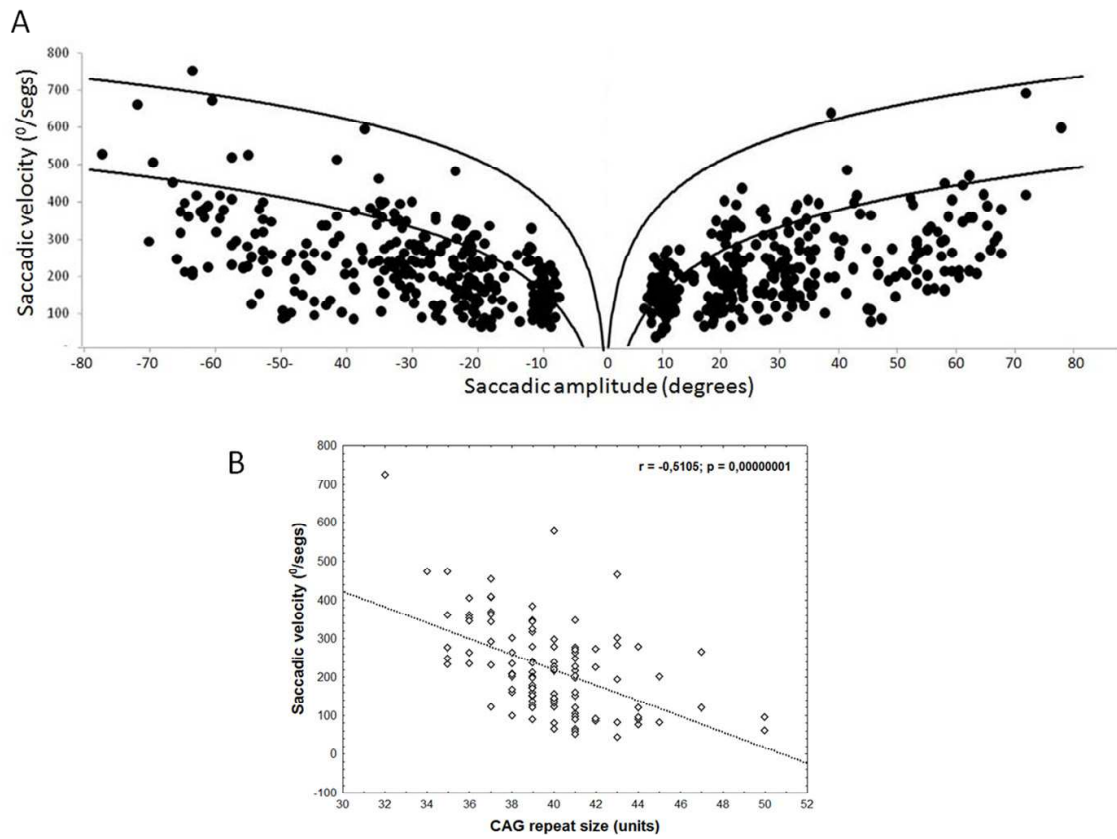 A
Saccadic velocity (⁰/segs)
800
700
600
500
400
300
200
100
-
-80 -70 -60 -50- -40 -30 -20 -10 0 10 20 30 40 50 60 70 80
Saccadic amplitude (degrees)
B
Saccadic velocity (⁰/segs)
r = -0,5105; p = 0,00000001
800
700
600
500
400
300
200
100
0
-100
30 32 34 36 38 40 42 44 46 48 50 52
CAG repeat size (units)